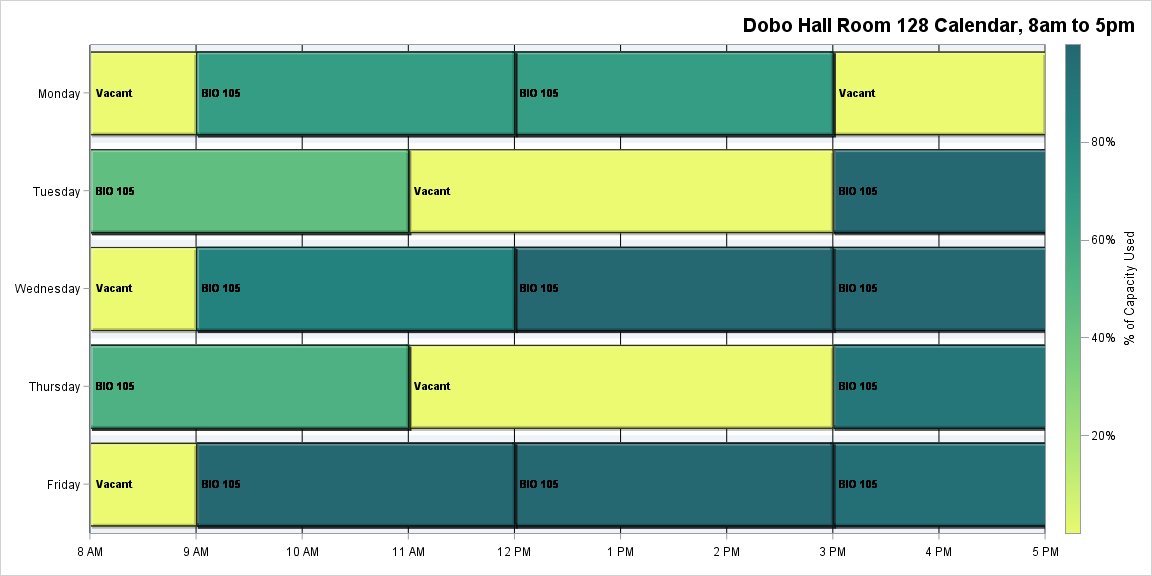 Dobo Hall Room 128 Calendar, 8am to 5pm
Monday
Vacant
BIO 105
BIO 105
Vacant
Tuesday
BIO 105
Vacant
BIO 105
Wednesday
Vacant
BIO 105
BIO 105
BIO 105
Thursday
BIO 105
Vacant
BIO 105
Friday
Vacant
BIO 105
BIO 105
BIO 105
8 AM
9 AM
10 AM
11 AM
12 PM
1 PM
2 PM
3 PM
4 PM
5 PM
80%
60%
40%
20%
% of Capacity Used